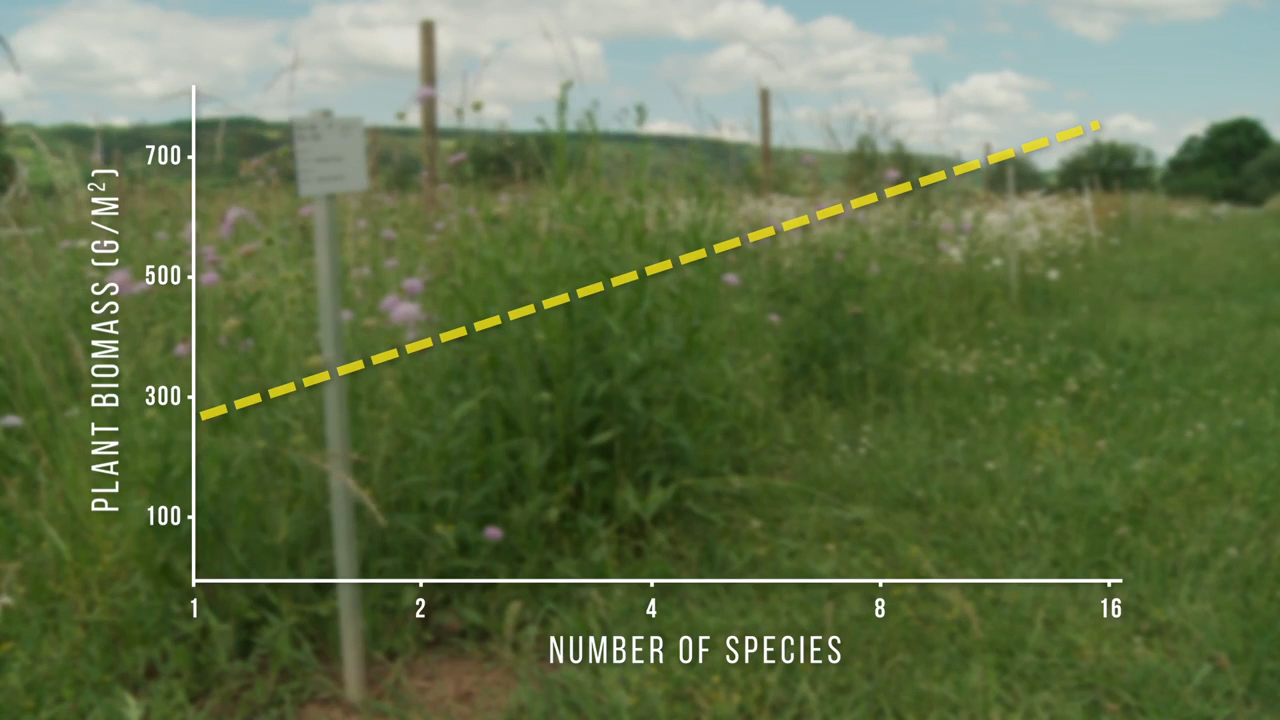 PLANT BIOMASS (G/M²)
700
500
300
100
1 2 4 8 16
NUMBER OF SPECIES